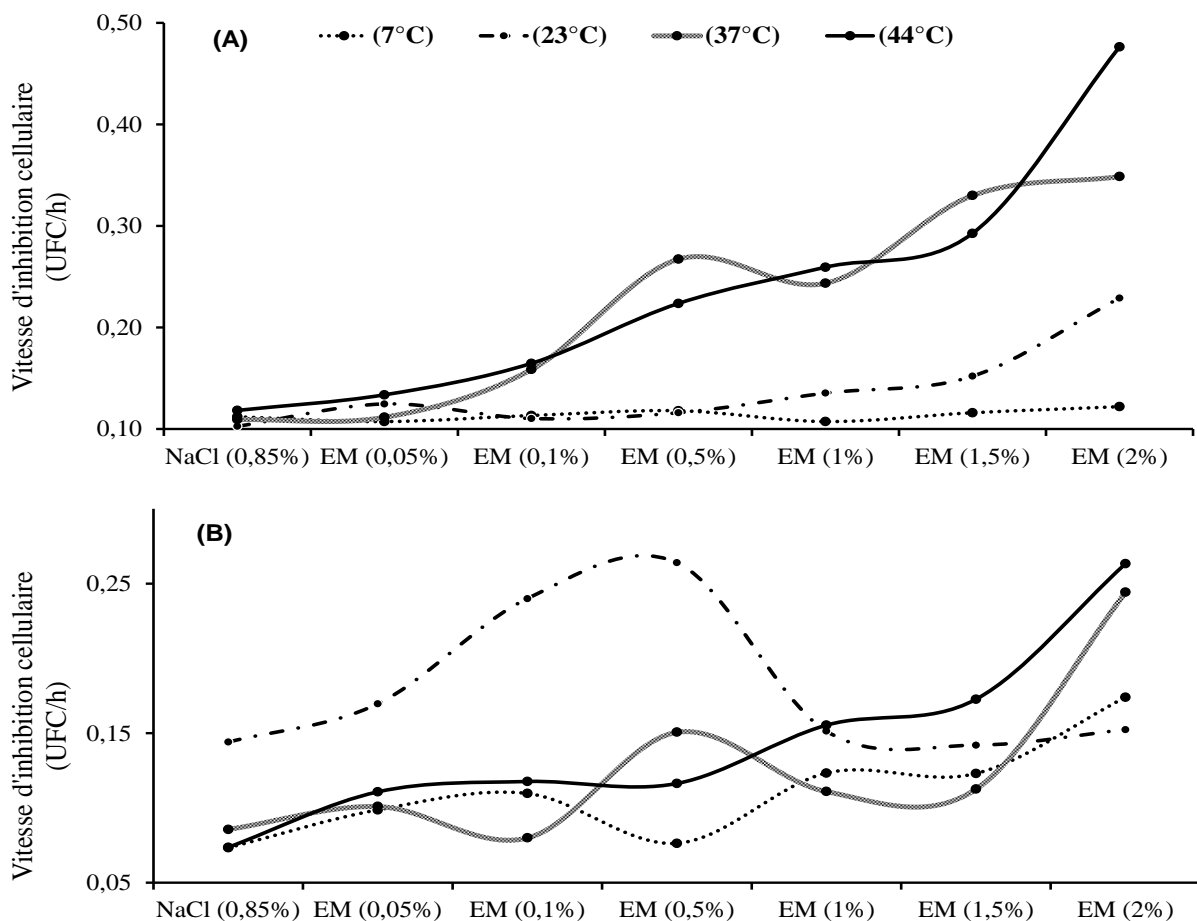 0,50
(A) (7°C) (23°C) (37°C) (44°C)
0,40
0,30
0,20
0,10
Vitesse d'inhibition cellulaire
(UFC/h)
NaCl (0,85%) EM (0,05%) EM (0,1%) EM (0,5%) EM (1%) EM (1,5%) EM (2%)
(B)
0,25
0,15
0,05
Vitesse d'inhibition cellulaire
(UFC/h)
NaCl (0,85%) EM (0,05%) EM (0,1%) EM (0,5%) EM (1%) EM (1,5%) EM (2%)